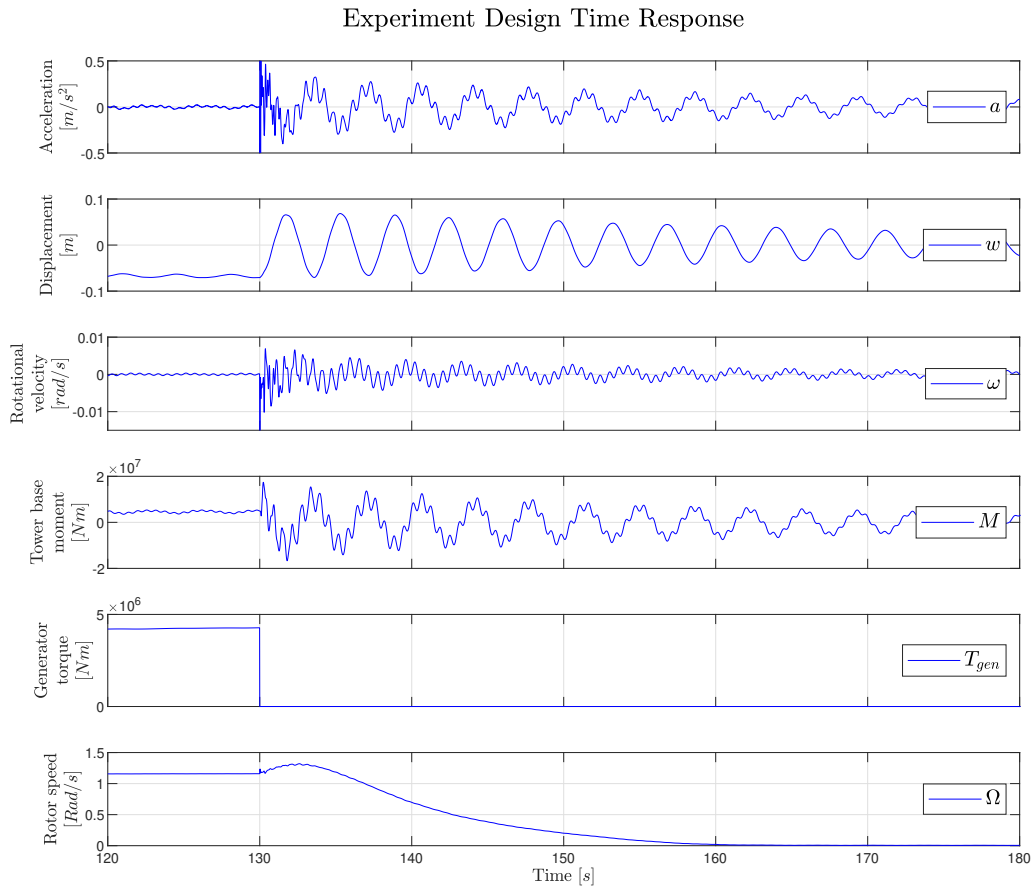 Experiment Design Time Response
Acceleration
[m/s²]
0.5
0
-0.5
a
Displacement
[m]
0.1
0
-0.1
w
Rotational
velocity
[rad/s]
0.01
0
-0.01
ω
Tower base
moment
[Nm]
×10⁷
2
0
-2
M
Generator
torque
[Nm]
×10⁶
5
0
T_gen
Rotor speed
[Rad/s]
1.5
1
0.5
0
Ω
120 130 140 150 160 170 180
Time [s]